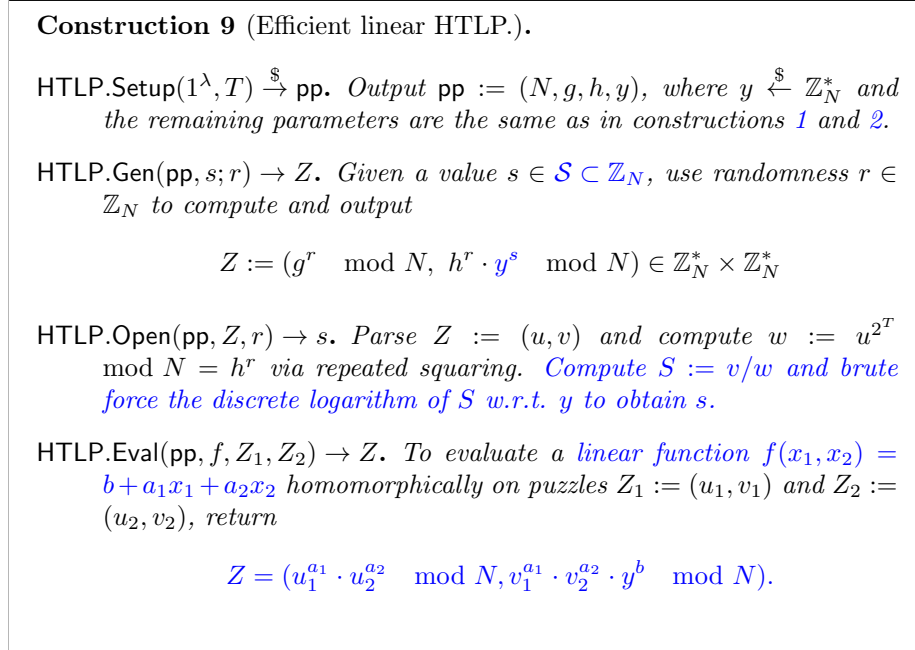 Construction 9 (Efficient linear HTLP.).
HTLP.Setup(1^λ, T) →$ pp. Output pp := (N, g, h, y), where y ←$ ℤ*_N and
the remaining parameters are the same as in constructions 1 and 2.
HTLP.Gen(pp, s; r) → Z. Given a value s ∈ 𝒮 ⊂ ℤ_N, use randomness r ∈
ℤ_N to compute and output
Z := (g^r mod N, h^r · y^s mod N) ∈ ℤ*_N × ℤ*_N
HTLP.Open(pp, Z, r) → s. Parse Z := (u, v) and compute w := u^{2^T}
mod N = h^r via repeated squaring. Compute S := v/w and brute
force the discrete logarithm of S w.r.t. y to obtain s.
HTLP.Eval(pp, f, Z_1, Z_2) → Z. To evaluate a linear function f(x_1, x_2) =
b + a_1x_1 + a_2x_2 homomorphically on puzzles Z_1 := (u_1, v_1) and Z_2 :=
(u_2, v_2), return
Z = (u_1^{a_1} · u_2^{a_2} mod N, v_1^{a_1} · v_2^{a_2} · y^b mod N).